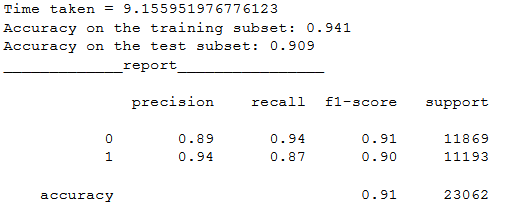 Time taken = 9.155951976776123
Accuracy on the training subset: 0.941
Accuracy on the test subset: 0.909
_____________report________________
precision recall f1-score support
0 0.89 0.94 0.91 11869
1 0.94 0.87 0.90 11193
accuracy 0.91 23062